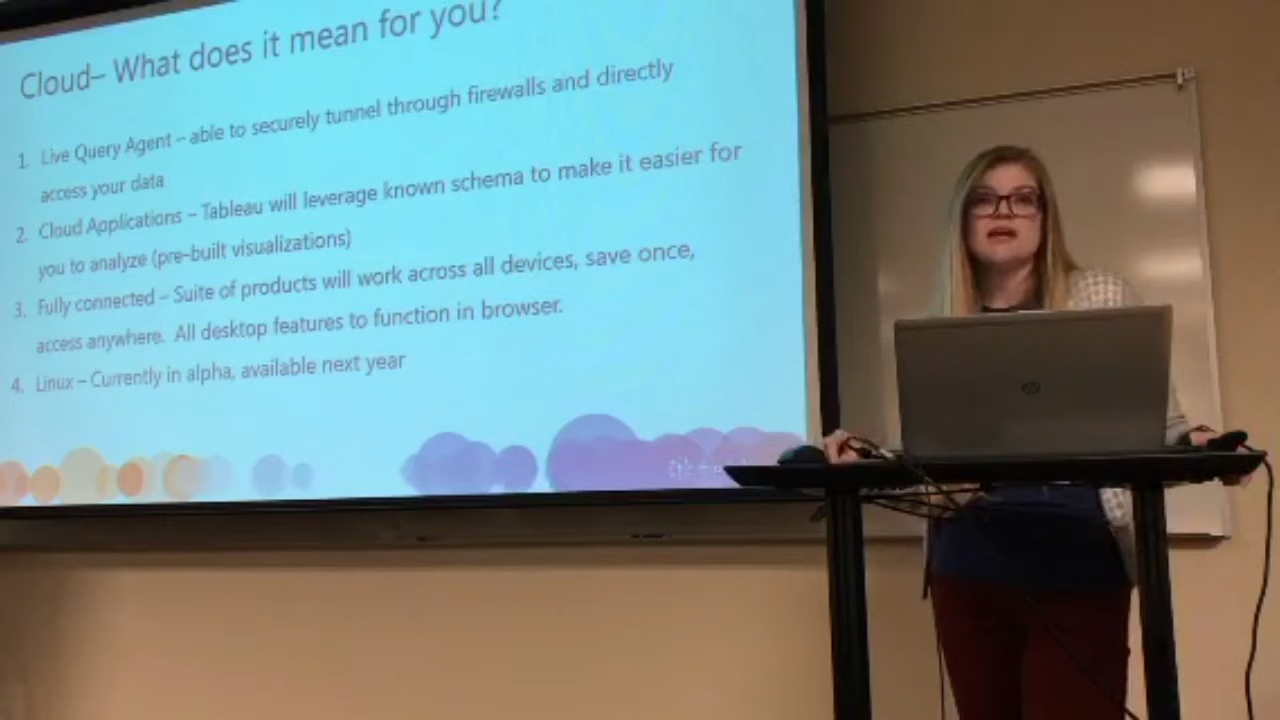 Cloud– What does it mean for you?
1. Live Query Agent – able to securely tunnel through firewalls and directly
access your data
2. Cloud Applications – Tableau will leverage known schema to make it easier for
you to analyze (pre-built visualizations)
3. Fully connected – Suite of products will work across all devices, save once,
access anywhere. All desktop features to function in browser.
4. Linux – Currently in alpha, available next year
hp